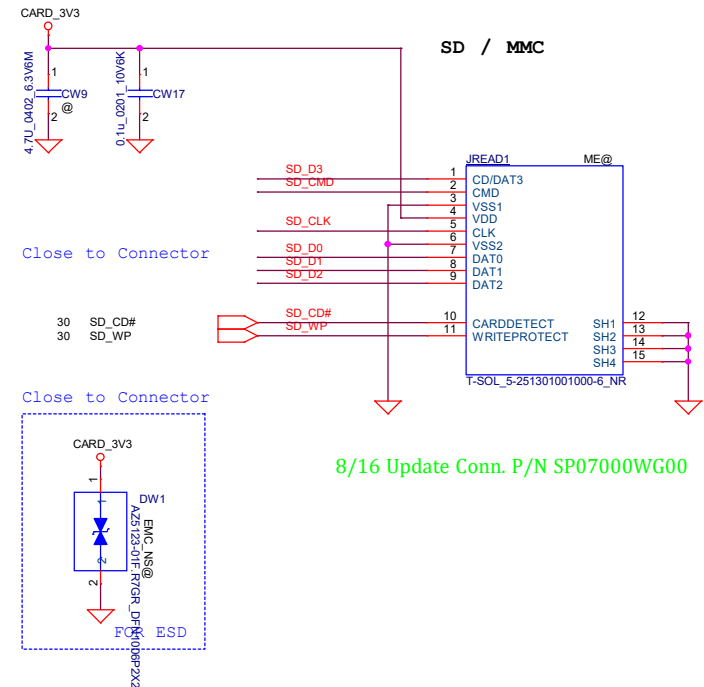 CARD_3V3
SD / MMC
4.7U_0402_6.3V6M
1
CW9
@
2
0.1u_0201_10V6K
1
CW17
2
JREAD1
ME@
SD_D3
1
CD/DAT3
SD_CMD
2
CMD
3
VSS1
4
VDD
SD_CLK
5
CLK
6
VSS2
SD_D0
7
DAT0
SD_D1
8
DAT1
SD_D2
9
DAT2
Close to Connector
30 SD_CD#
30 SD_WP
SD_CD#
10
CARDDETECT
SD_WP
11
WRITEPROTECT
SH1
12
SH2
13
SH3
14
SH4
15
T-SOL_5-251301001000-6_NR
Close to Connector
CARD_3V3
1
1
DW1
EMC_NS@
AZ5123-01F.R7GR_DFN1006P2X2
2
2
FOR ESD
8/16 Update Conn. P/N SP07000WG00